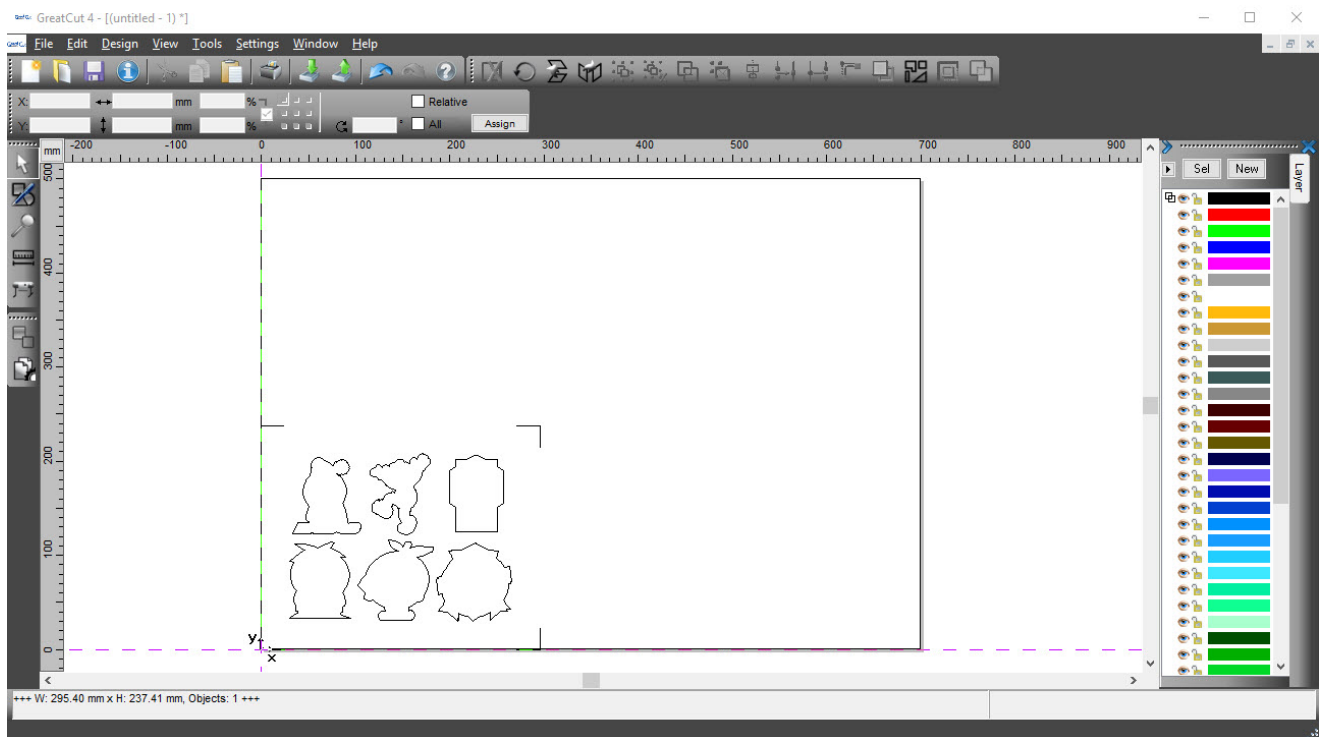 GreatCut GreatCut 4 - [(untitled - 1) *]
GreatCut File Edit Design View Tools Settings Window Help
X: mm % Relative
Y: mm % ° All Assign
mm -200 -100 0 100 200 300 400 500 600 700 800 900
Sel New
Layer
500
400
300
200
100
0
y
x
+++ W: 295.40 mm x H: 237.41 mm, Objects: 1 +++